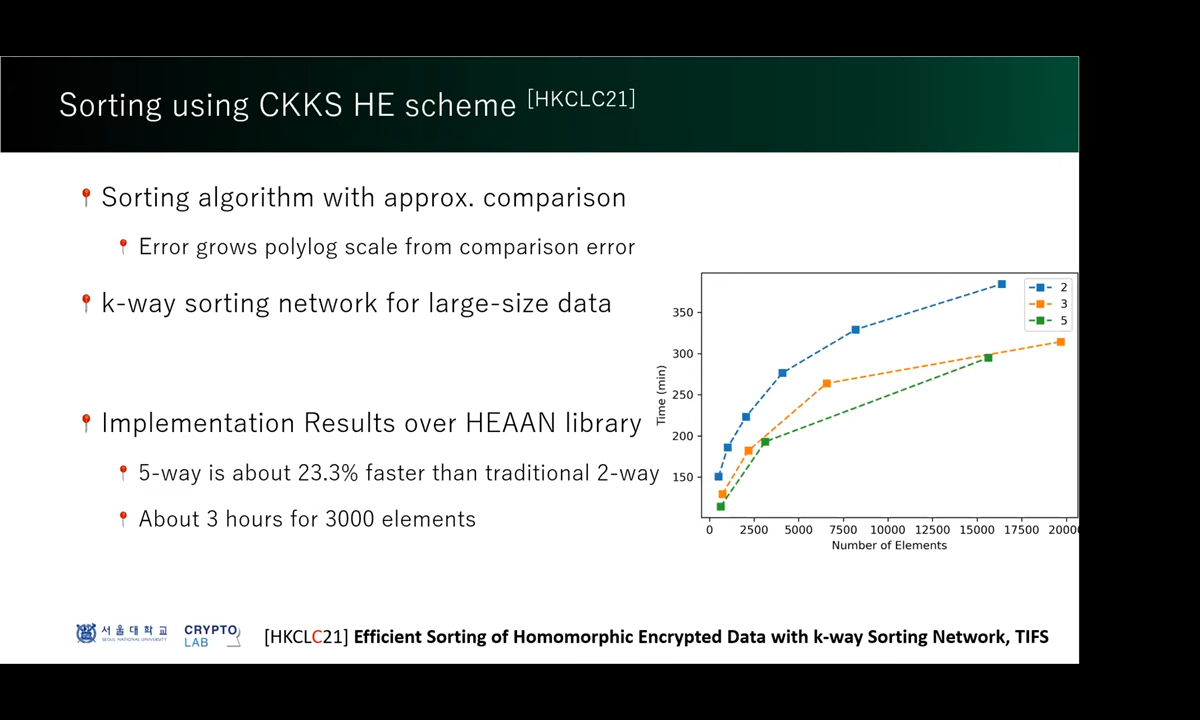 Sorting using CKKS HE scheme [HKCLC21]
Sorting algorithm with approx. comparison
Error grows polylog scale from comparison error
k-way sorting network for large-size data
Implementation Results over HEAAN library
5-way is about 23.3% faster than traditional 2-way
About 3 hours for 3000 elements
2
3
5
350
300
250
200
150
Time (min)
0 2500 5000 7500 10000 12500 15000 17500 20000
Number of Elements
서울대학교
SEOUL NATIONAL UNIVERSITY
CRYPTO
LAB
[HKCLC21] Efficient Sorting of Homomorphic Encrypted Data with k-way Sorting Network, TIFS